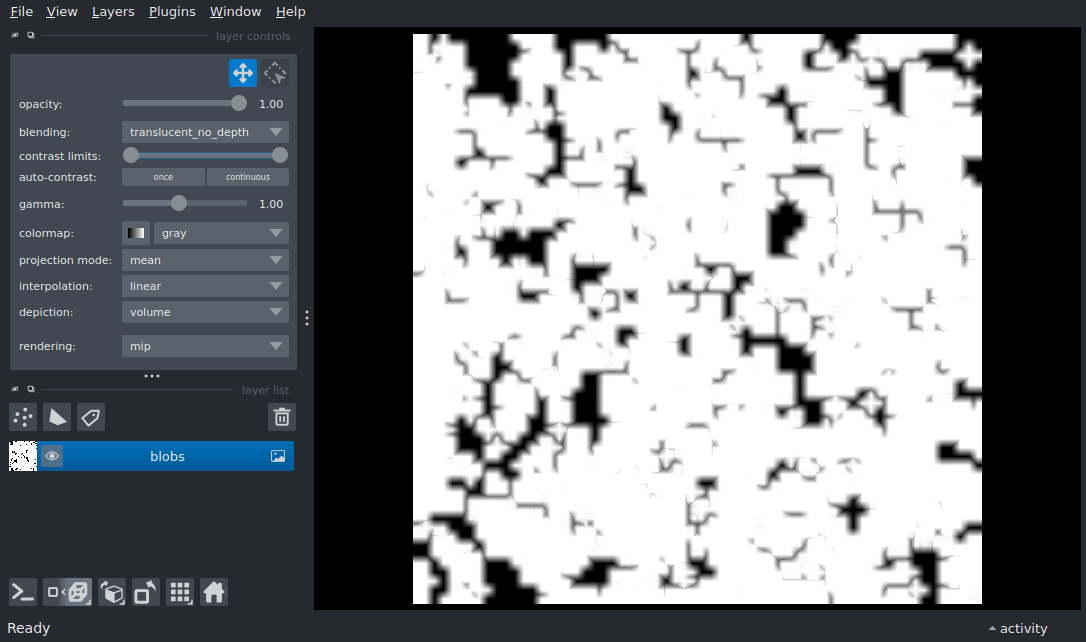 File View Layers Plugins Window Help
layer controls
opacity: 1.00
blending: translucent_no_depth
contrast limits:
auto-contrast: once continuous
gamma: 1.00
colormap: gray
projection mode: mean
interpolation: linear
depiction: volume
rendering: mip
layer list
blobs
Ready activity